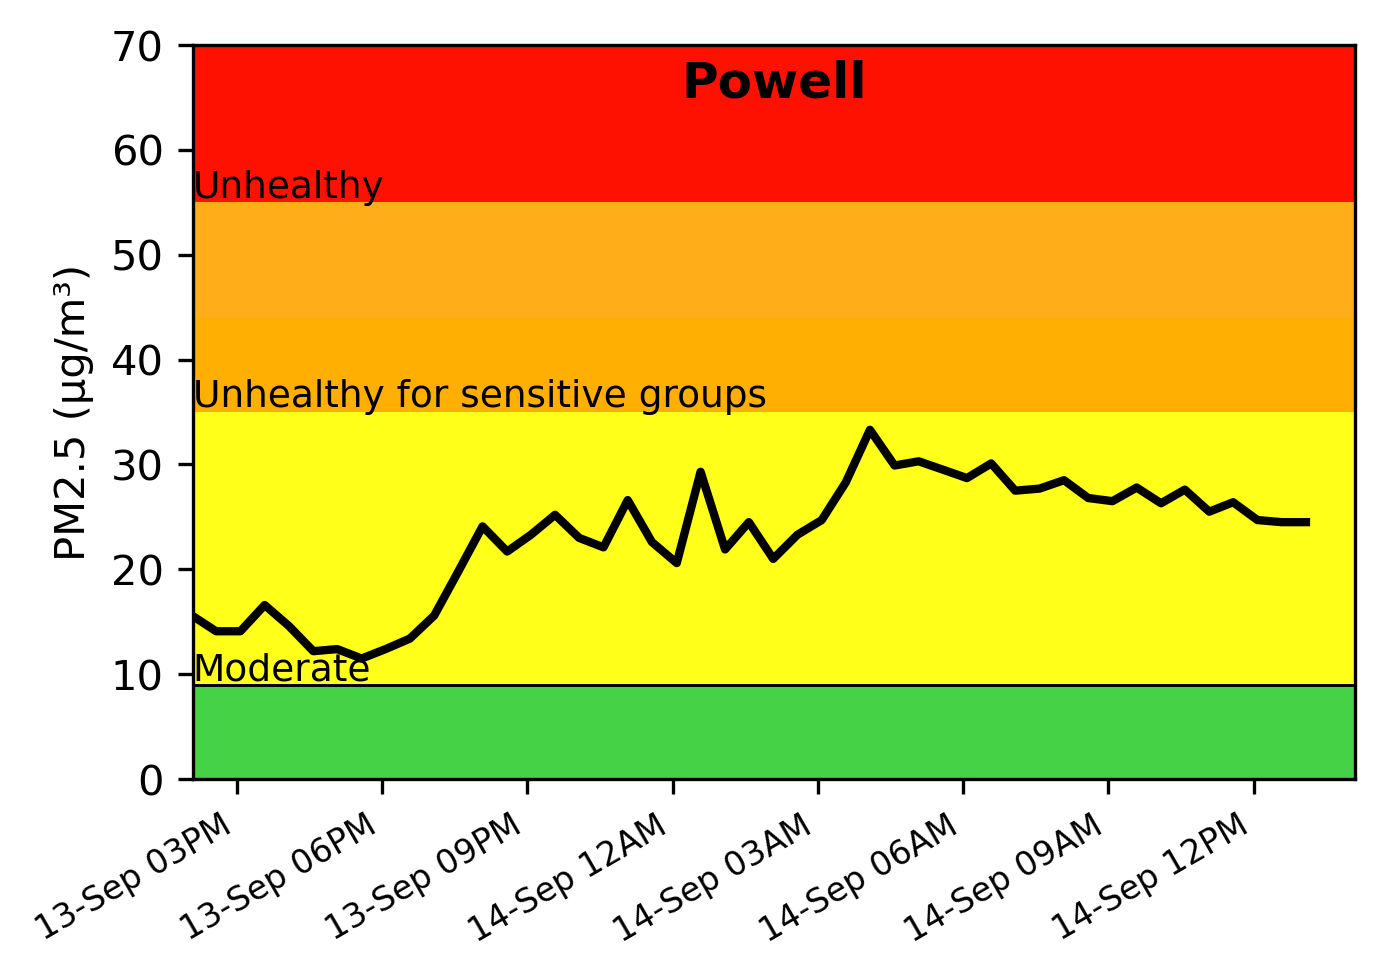 Powell
70
60
50
40
30
20
10
0
PM2.5 (µg/m³)
Unhealthy
Unhealthy for sensitive groups
Moderate
13-Sep 03PM
13-Sep 06PM
13-Sep 09PM
14-Sep 12AM
14-Sep 03AM
14-Sep 06AM
14-Sep 09AM
14-Sep 12PM